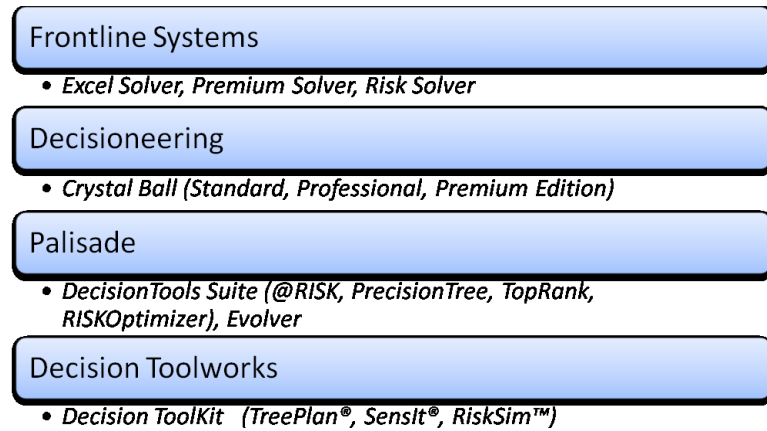 Frontline Systems
• Excel Solver, Premium Solver, Risk Solver
Decisioneering
• Crystal Ball (Standard, Professional, Premium Edition)
Palisade
• DecisionTools Suite (@RISK, PrecisionTree, TopRank,
RISKOptimizer), Evolver
Decision Toolworks
• Decision ToolKit (TreePlan®, SensIt®, RiskSim™)